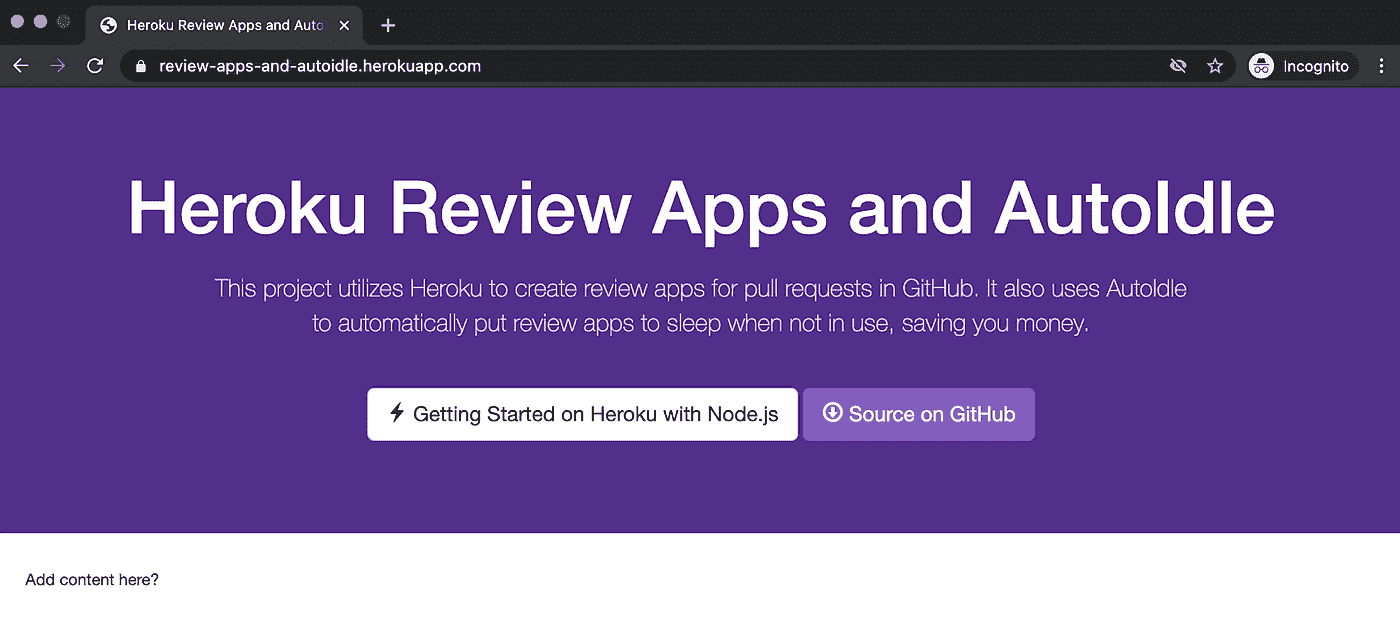 Heroku Review Apps and Auto
review-apps-and-autoidle.herokuapp.com
Incognito
Heroku Review Apps and AutoIdle
This project utilizes Heroku to create review apps for pull requests in GitHub. It also uses AutoIdle
to automatically put review apps to sleep when not in use, saving you money.
Getting Started on Heroku with Node.js
Source on GitHub
Add content here?